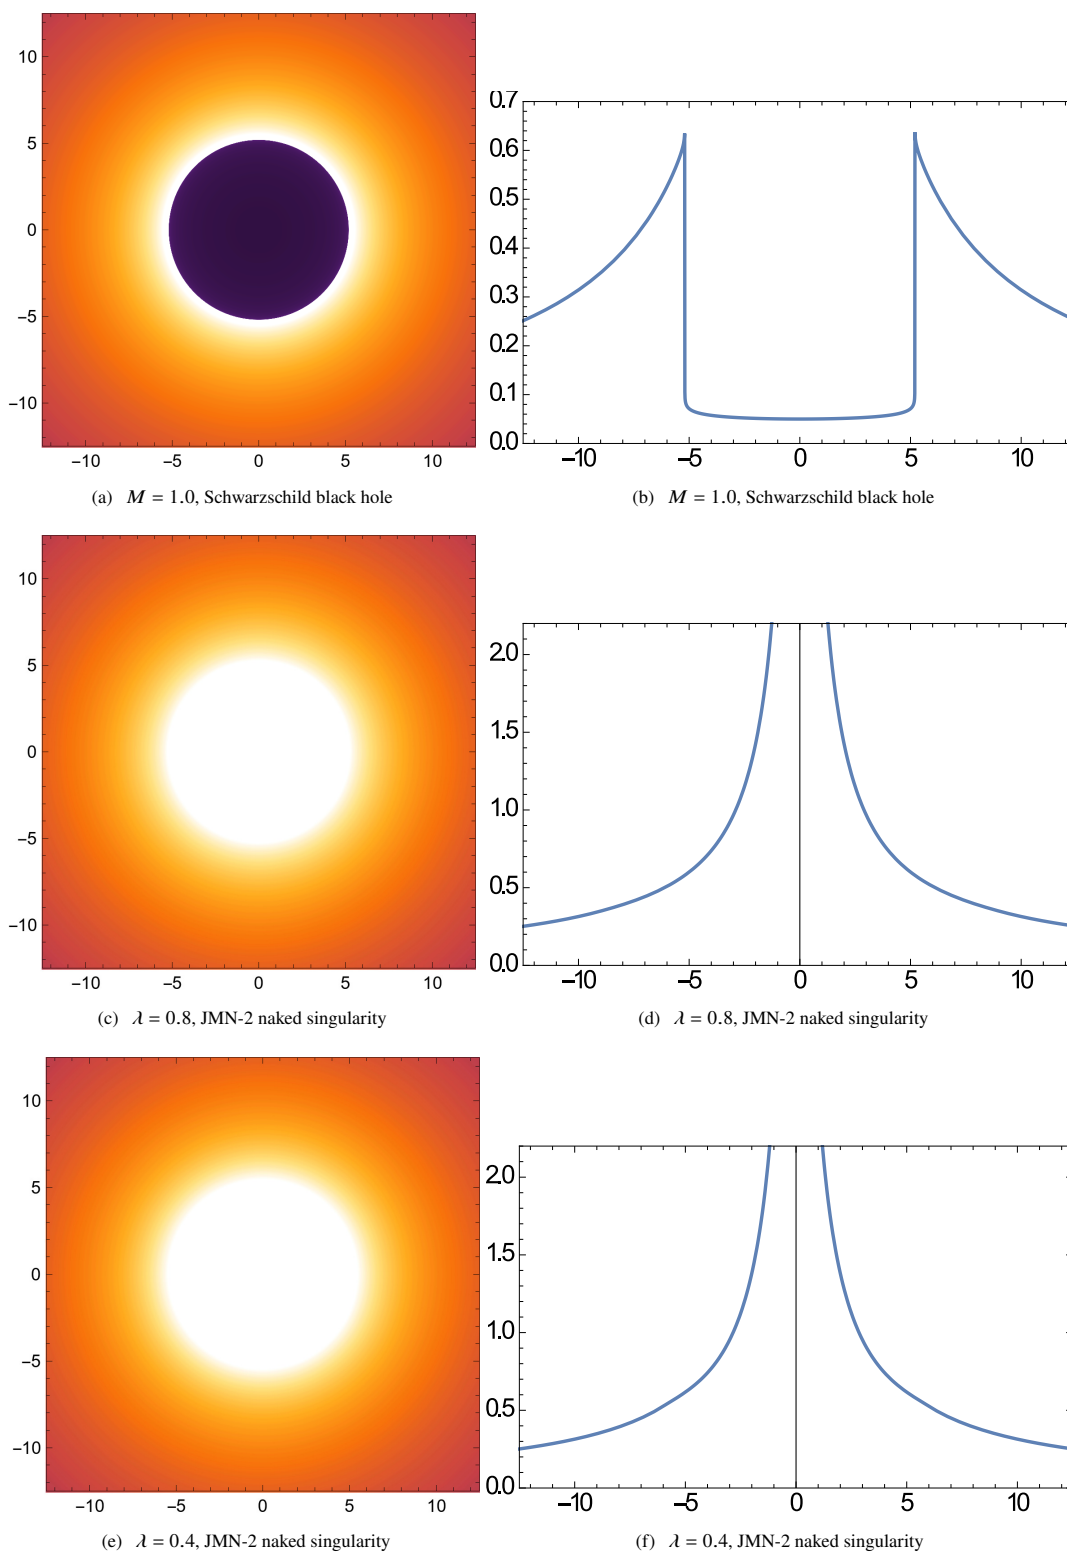 10
5
0
−5
−10
−10 −5 0 5 10
(a) M = 1.0, Schwarzschild black hole
0.7
0.6
0.5
0.4
0.3
0.2
0.1
0.0
−10 −5 0 5 10
(b) M = 1.0, Schwarzschild black hole
10
5
0
−5
−10
−10 −5 0 5 10
(c) λ = 0.8, JMN-2 naked singularity
2.0
1.5
1.0
0.5
0.0
−10 −5 0 5 10
(d) λ = 0.8, JMN-2 naked singularity
10
5
0
−5
−10
−10 −5 0 5 10
(e) λ = 0.4, JMN-2 naked singularity
2.0
1.5
1.0
0.5
0.0
−10 −5 0 5 10
(f) λ = 0.4, JMN-2 naked singularity